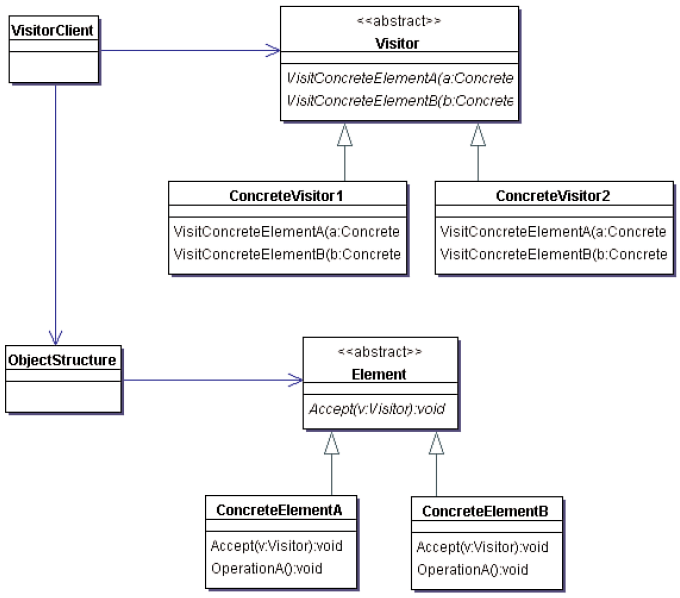 VisitorClient
<<abstract>>
Visitor
VisitConcreteElementA(a:Concrete
VisitConcreteElementB(b:Concrete
ConcreteVisitor1
VisitConcreteElementA(a:Concrete
VisitConcreteElementB(b:Concrete
ConcreteVisitor2
VisitConcreteElementA(a:Concrete
VisitConcreteElementB(b:Concrete
ObjectStructure
<<abstract>>
Element
Accept(v:Visitor):void
ConcreteElementA
Accept(v:Visitor):void
OperationA():void
ConcreteElementB
Accept(v:Visitor):void
OperationA():void